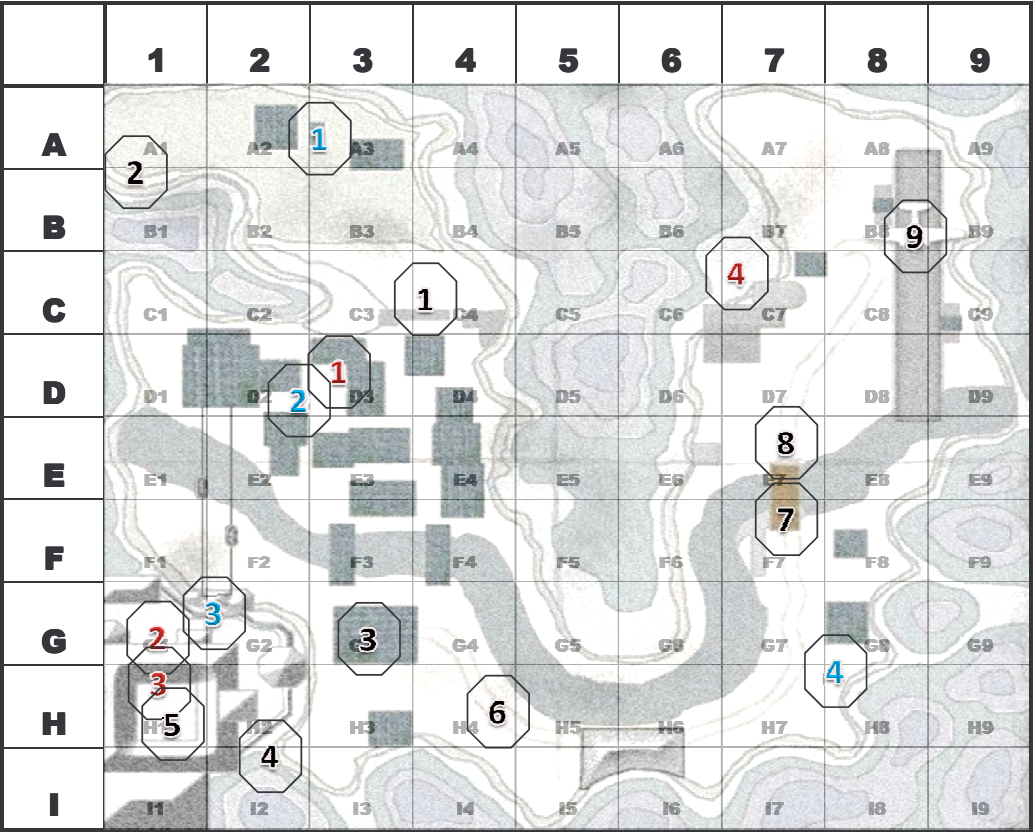 1 2 3 4 5 6 7 8 9
A A1 A2 1 A3 A4 A5 A6 A7 A8 A9
2
B B1 B2 B3 B4 B5 B6 B7 B8 9 B9
4
1
C C1 C2 C3 C4 C5 C6 C7 C8 C9
1
D D1 D2 2 D3 D4 D5 D6 D7 D8 D9
8
E E1 E2 E3 E4 E5 E6 E7 E8 E9
7
F F1 F2 F3 F4 F5 F6 F7 F8 F9
3
G 2 G2 3 G4 G5 G6 G7 G8 G9
3 4
6
H H1 5 H2 H3 H4 H5 H6 H7 H8 H9
4
I I1 I2 I3 I4 I5 I6 I7 I8 I9